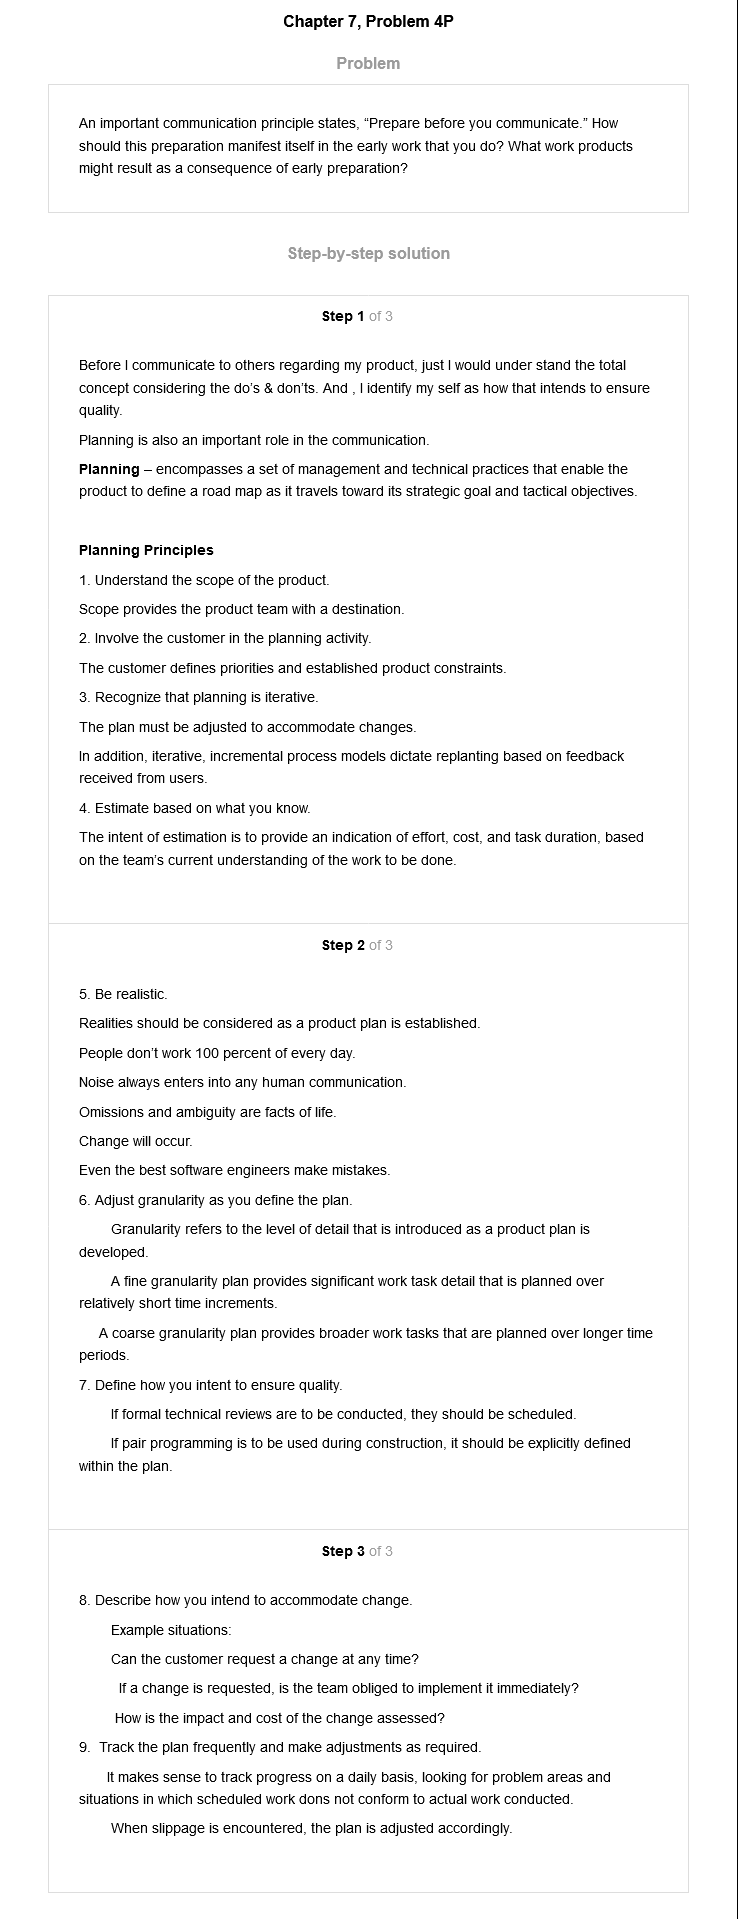 Chapter 7, Problem 4P
Problem
An important communication principle states, “Prepare before you communicate.” How
should this preparation manifest itself in the early work that you do? What work products
might result as a consequence of early preparation?
Step-by-step solution
Step 1 of 3
Before I communicate to others regarding my product, just I would under stand the total
concept considering the do’s & don’ts. And , I identify my self as how that intends to ensure
quality.
Planning is also an important role in the communication.
Planning – encompasses a set of management and technical practices that enable the
product to define a road map as it travels toward its strategic goal and tactical objectives.
Planning Principles
1. Understand the scope of the product.
Scope provides the product team with a destination.
2. Involve the customer in the planning activity.
The customer defines priorities and established product constraints.
3. Recognize that planning is iterative.
The plan must be adjusted to accommodate changes.
In addition, iterative, incremental process models dictate replanting based on feedback
received from users.
4. Estimate based on what you know.
The intent of estimation is to provide an indication of effort, cost, and task duration, based
on the team’s current understanding of the work to be done.
Step 2 of 3
5. Be realistic.
Realities should be considered as a product plan is established.
People don’t work 100 percent of every day.
Noise always enters into any human communication.
Omissions and ambiguity are facts of life.
Change will occur.
Even the best software engineers make mistakes.
6. Adjust granularity as you define the plan.
Granularity refers to the level of detail that is introduced as a product plan is
developed.
A fine granularity plan provides significant work task detail that is planned over
relatively short time increments.
A coarse granularity plan provides broader work tasks that are planned over longer time
periods.
7. Define how you intent to ensure quality.
If formal technical reviews are to be conducted, they should be scheduled.
If pair programming is to be used during construction, it should be explicitly defined
within the plan.
Step 3 of 3
8. Describe how you intend to accommodate change.
Example situations:
Can the customer request a change at any time?
If a change is requested, is the team obliged to implement it immediately?
How is the impact and cost of the change assessed?
9. Track the plan frequently and make adjustments as required.
It makes sense to track progress on a daily basis, looking for problem areas and
situations in which scheduled work dons not conform to actual work conducted.
When slippage is encountered, the plan is adjusted accordingly.